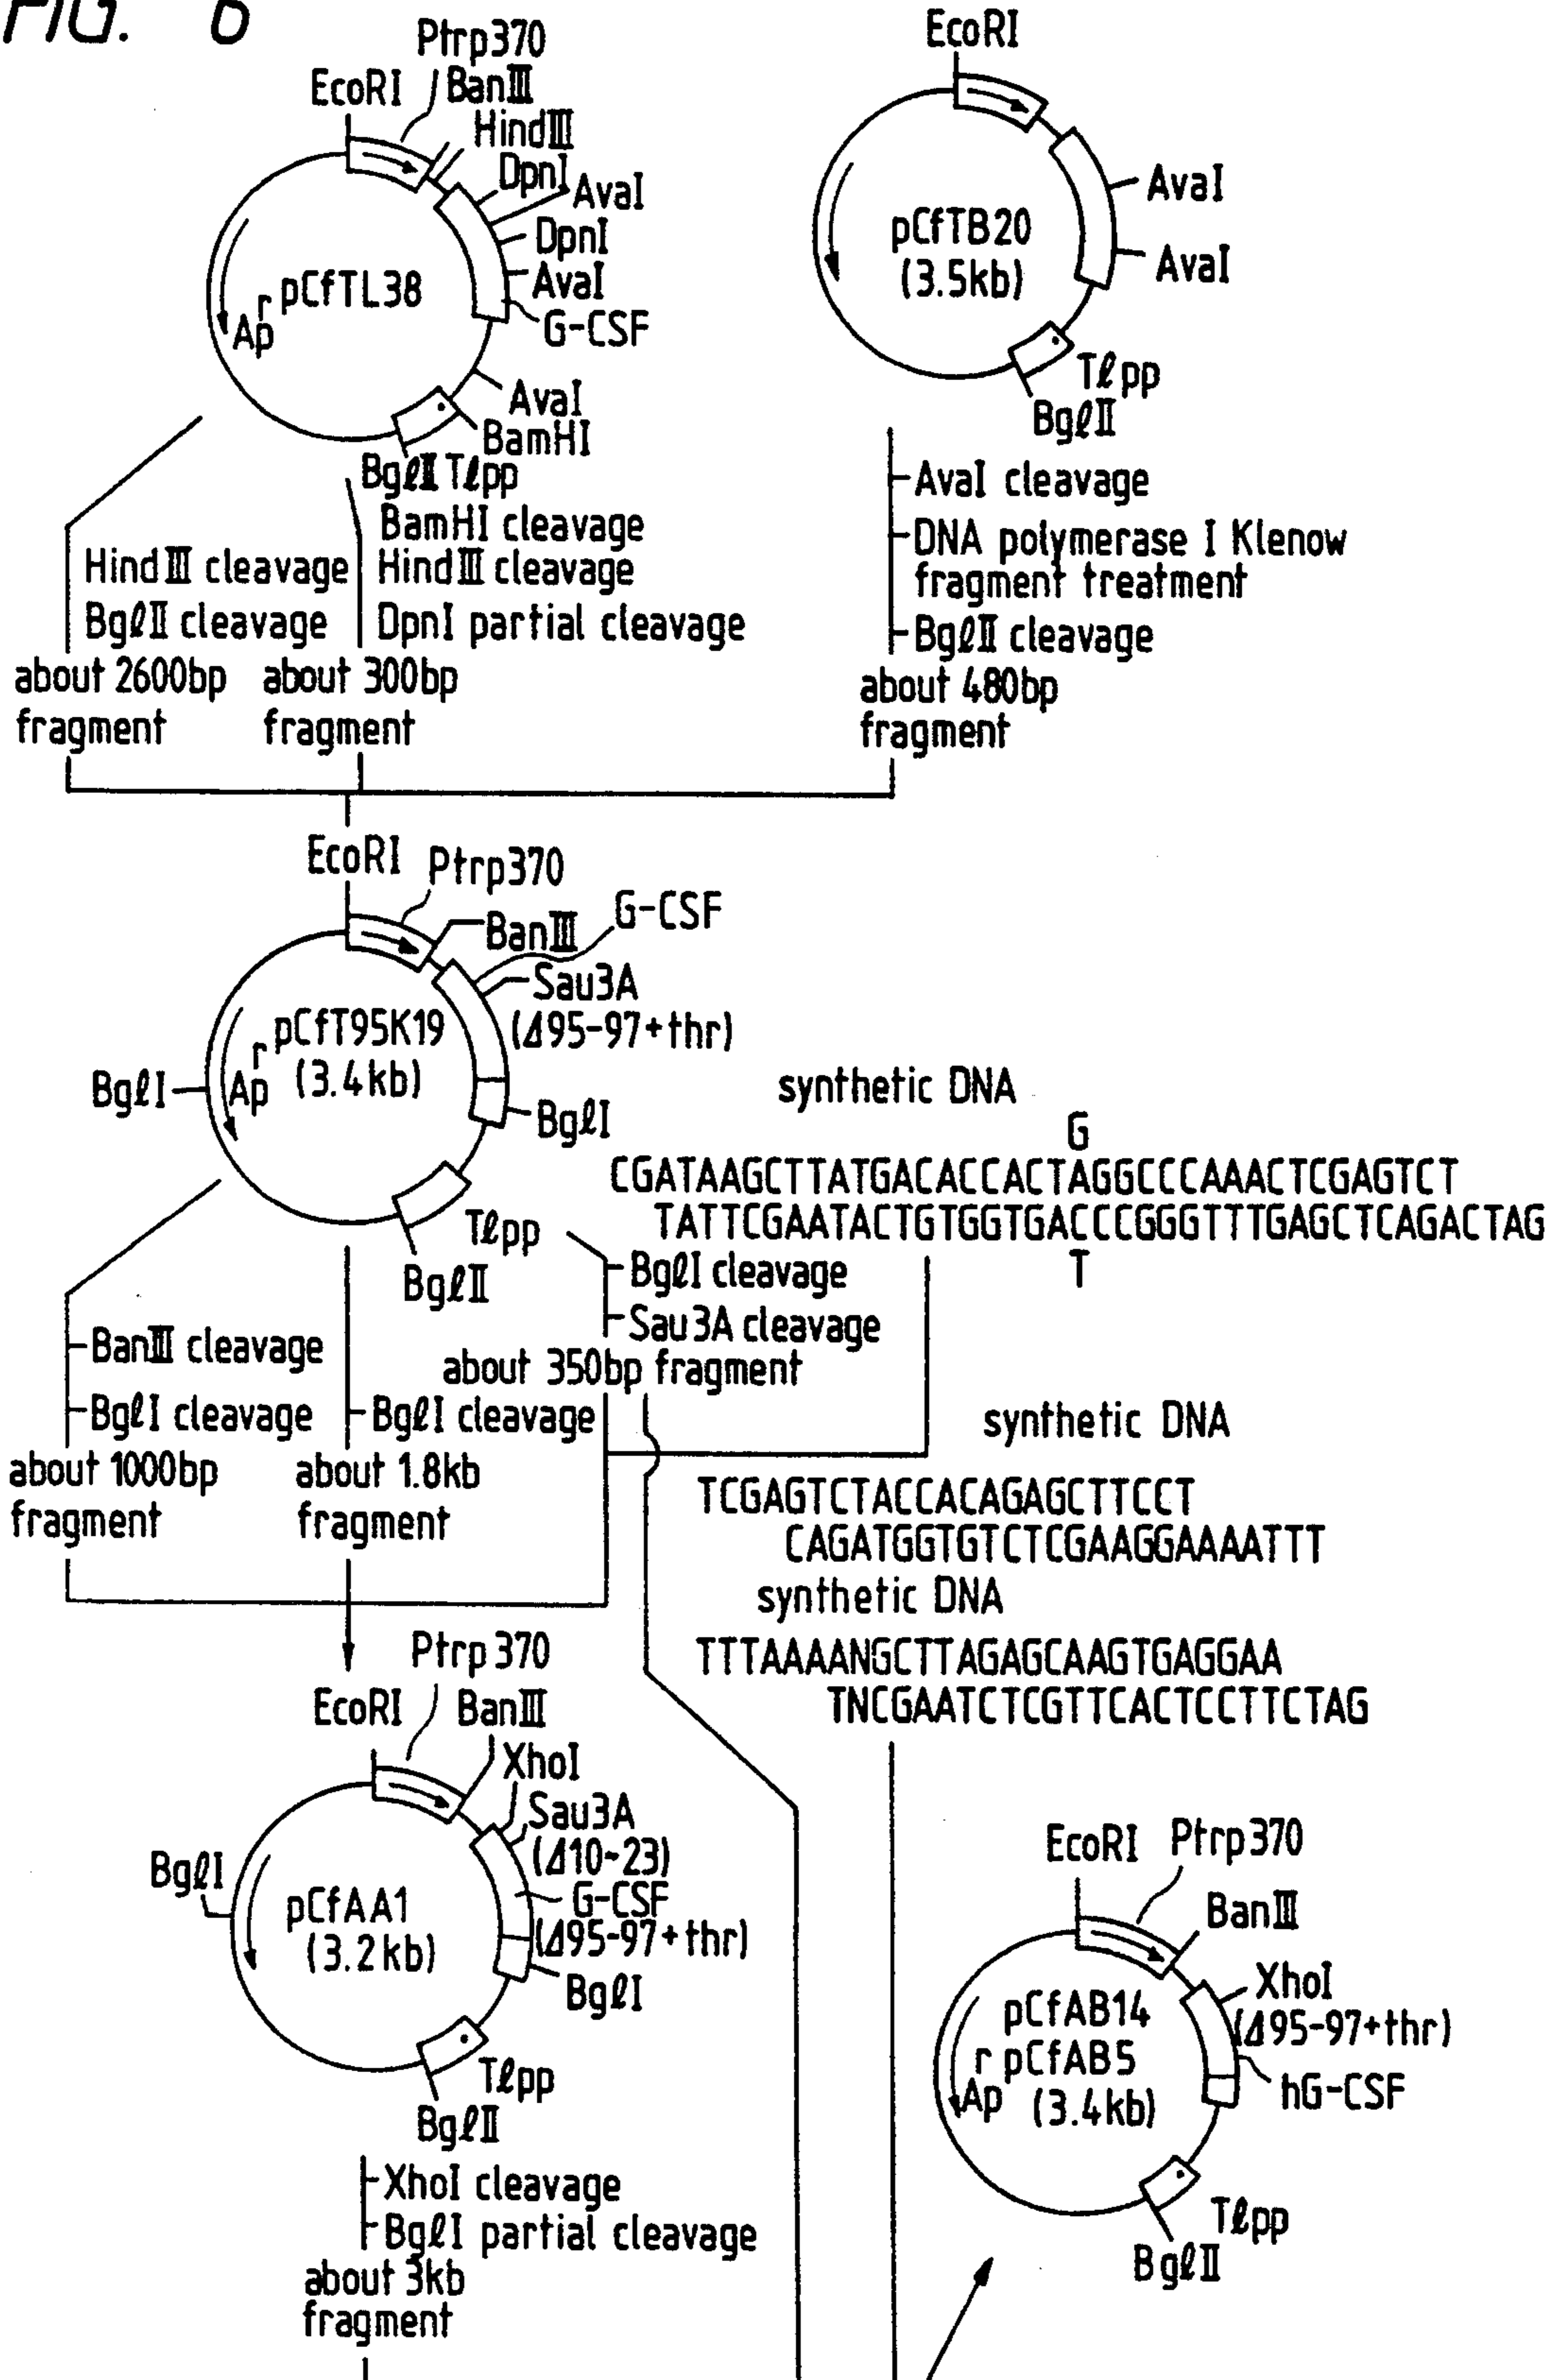 FIG. 6
Ptrp370
EcoRI
BanIII
HindIII
DpnI
AvaI
DpnI
AvaI
G-CSF
pCfTL38
Apr
AvaI
BamHI
BglII
Tlpp
EcoRI
AvaI
AvaI
pCfTB20
(3.5kb)
Tlpp
BglII
HindIII cleavage
BglII cleavage
about 2600bp
fragment
BamHI cleavage
HindIII cleavage
DpnI partial cleavage
about 300bp
fragment
AvaI cleavage
DNA polymerase I Klenow
fragment treatment
BglII cleavage
about 480bp
fragment
EcoRI
Ptrp370
BanIII
G-CSF
Sau3A
(Δ95-97+thr)
pCfT95K19
(3.4kb)
Apr
BglI
BglI
Tlpp
BglII
synthetic DNA
G
CGATAAGCTTATGACACCACTAGGCCCAAACTCGAGTCT
TATTCGAATACTGTGGTGACCCGGGTTTGAGCTCAGACTAG
T
BanIII cleavage
BglI cleavage
about 1000bp
fragment
BglI cleavage
about 1.8kb
fragment
BglI cleavage
Sau3A cleavage
about 350bp fragment
synthetic DNA
TCGAGTCTACCACAGAGCTTCCT
CAGATGGTGTCTCGAAGGAAAATTT
synthetic DNA
TTTAAAANGCTTAGAGCAAGTGAGGAA
TNCGAATCTCGTTCACTCCTTCTAG
Ptrp370
EcoRI
BanIII
XhoI
Sau3A
(Δ10~23)
G-CSF
(Δ95-97+thr)
BglI
pCfAA1
(3.2kb)
BglI
Tlpp
BglII
XhoI cleavage
BglI partial cleavage
about 3kb
fragment
EcoRI
Ptrp370
BanIII
XhoI
(Δ95-97+thr)
hG-CSF
pCfAB14
pCfAB5
Apr
(3.4kb)
Tlpp
BglII